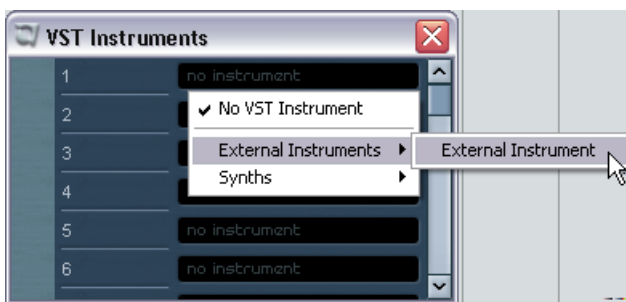 VST Instruments
1 no instrument
2 ✓ No VST Instrument
3 External Instruments External Instrument
Synths
4
5 no instrument
6 no instrument